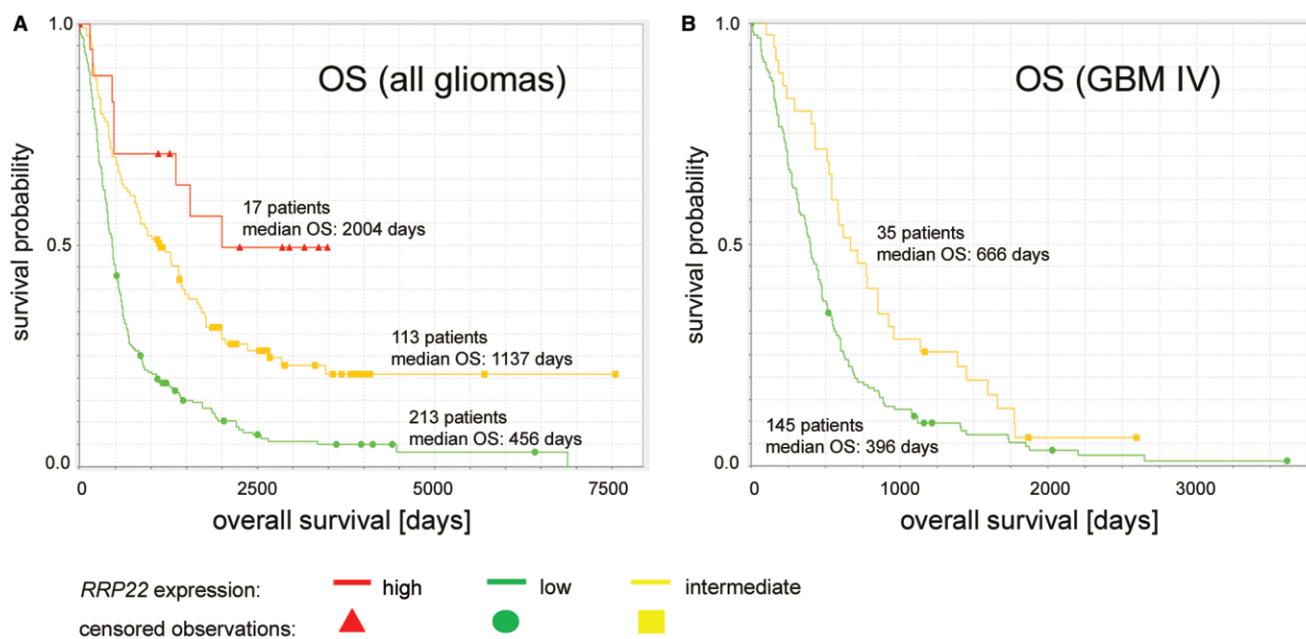 A
OS (all gliomas)
1.0
0.5
0.0
survival probability
17 patients
median OS: 2004 days
113 patients
median OS: 1137 days
213 patients
median OS: 456 days
0 2500 5000 7500
overall survival [days]
B
OS (GBM IV)
1.0
0.5
0.0
survival probability
35 patients
median OS: 666 days
145 patients
median OS: 396 days
0 1000 2000 3000
overall survival [days]
RRP22 expression: high low intermediate
censored observations: